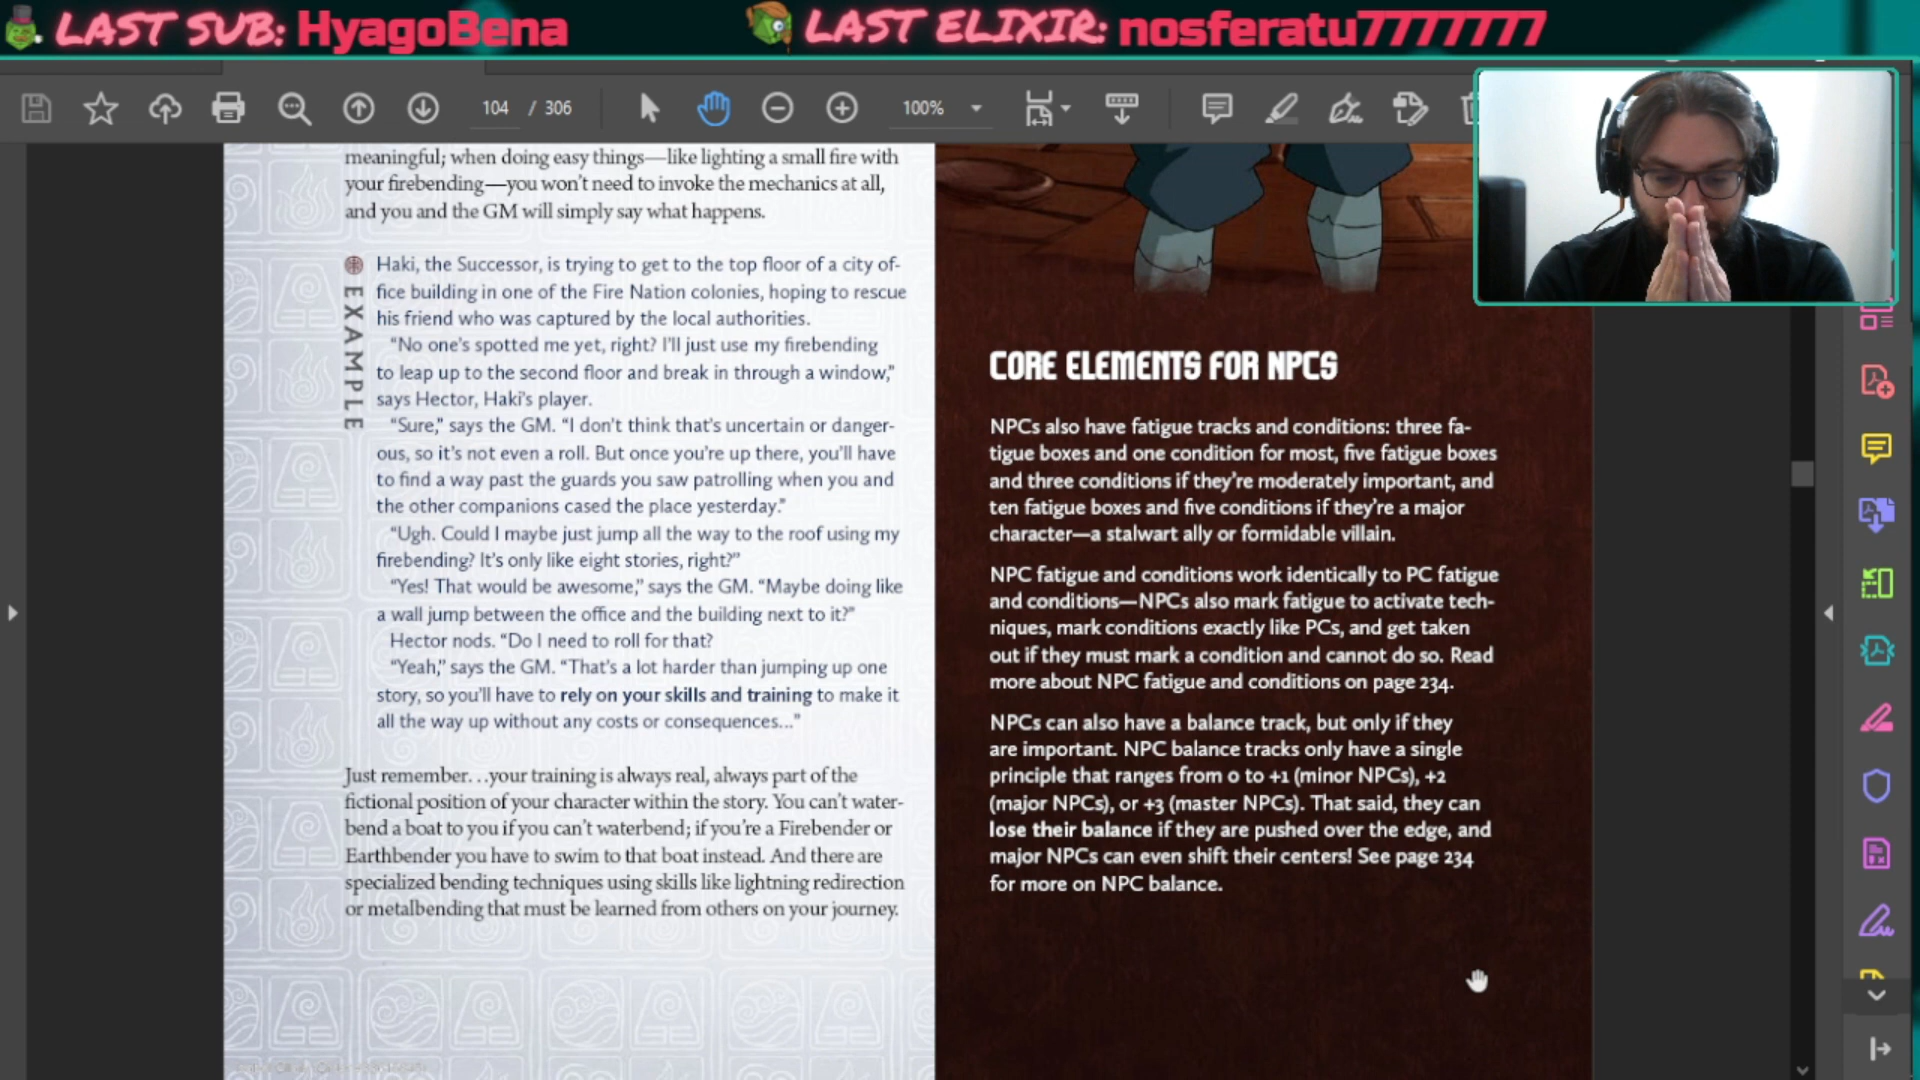 LAST SUB: HyagoBena
LAST ELIXIR: nosferatu7777777
104 / 306
100%
meaningful; when doing easy things—like lighting a small fire with
your firebending—you won't need to invoke the mechanics at all,
and you and the GM will simply say what happens.
EXAMPLE
Haki, the Successor, is trying to get to the top floor of a city of-
fice building in one of the Fire Nation colonies, hoping to rescue
his friend who was captured by the local authorities.
“No one's spotted me yet, right? I'll just use my firebending
to leap up to the second floor and break in through a window,”
says Hector, Haki's player.
“Sure,” says the GM. “I don't think that's uncertain or danger-
ous, so it's not even a roll. But once you're up there, you'll have
to find a way past the guards you saw patrolling when you and
the other companions cased the place yesterday.”
“Ugh. Could I maybe just jump all the way to the roof using my
firebending? It's only like eight stories, right?”
“Yes! That would be awesome,” says the GM. “Maybe doing like
a wall jump between the office and the building next to it?”
Hector nods. “Do I need to roll for that?
“Yeah,” says the GM. “That's a lot harder than jumping up one
story, so you'll have to rely on your skills and training to make it
all the way up without any costs or consequences...”
Just remember...your training is always real, always part of the
fictional position of your character within the story. You can't water-
bend a boat to you if you can't waterbend; if you're a Firebender or
Earthbender you have to swim to that boat instead. And there are
specialized bending techniques using skills like lightning redirection
or metalbending that must be learned from others on your journey.
CORE ELEMENTS FOR NPCS
NPCs also have fatigue tracks and conditions: three fa-
tigue boxes and one condition for most, five fatigue boxes
and three conditions if they're moderately important, and
ten fatigue boxes and five conditions if they're a major
character—a stalwart ally or formidable villain.
NPC fatigue and conditions work identically to PC fatigue
and conditions—NPCs also mark fatigue to activate tech-
niques, mark conditions exactly like PCs, and get taken
out if they must mark a condition and cannot do so. Read
more about NPC fatigue and conditions on page 234.
NPCs can also have a balance track, but only if they
are important. NPC balance tracks only have a single
principle that ranges from 0 to +1 (minor NPCs), +2
(major NPCs), or +3 (master NPCs). That said, they can
lose their balance if they are pushed over the edge, and
major NPCs can even shift their centers! See page 234
for more on NPC balance.